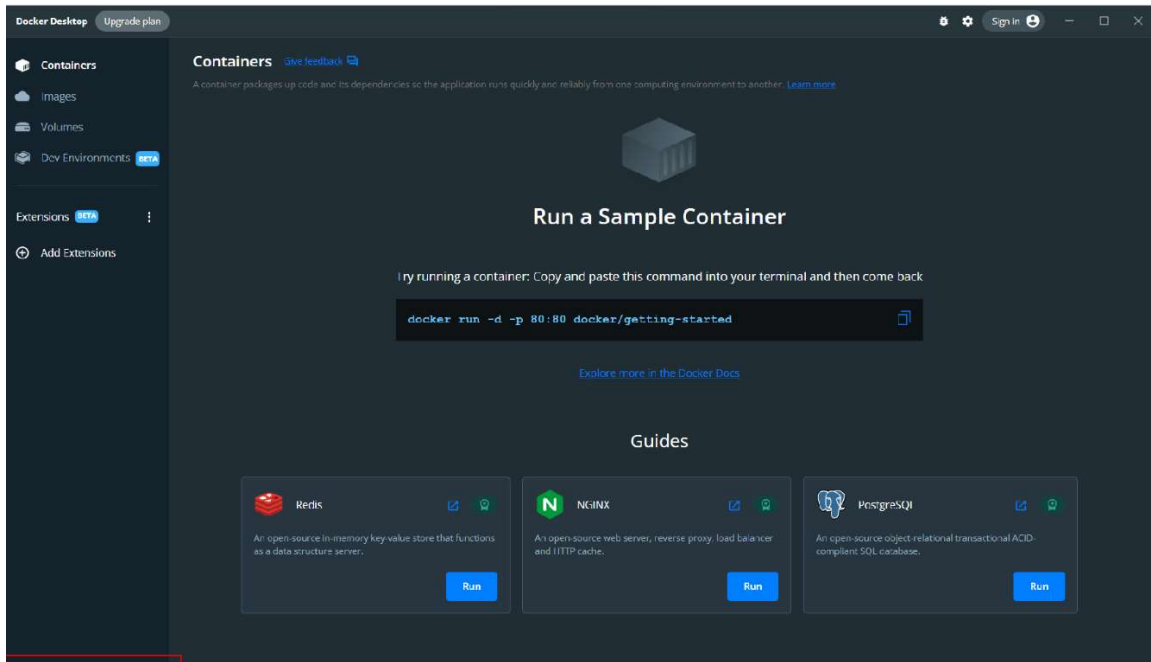 Docker Desktop Upgrade plan Sign in
Containers
Images
Volumes
Dev Environments BETA
Extensions BETA
Add Extensions
Containers Give feedback
A container packages up code and its dependencies so the application runs quickly and reliably from one computing environment to another. Learn more
Run a Sample Container
Try running a container: Copy and paste this command into your terminal and then come back
docker run -d -p 80:80 docker/getting-started
Explore more in the Docker Docs
Guides
Redis
An open-source in-memory key-value store that functions
as a data structure server.
Run
NGINX
An open-source web server, reverse proxy, load balancer
and HTTP cache.
Run
PostgreSQL
An open-source object-relational transactional ACID-
compliant SQL database.
Run